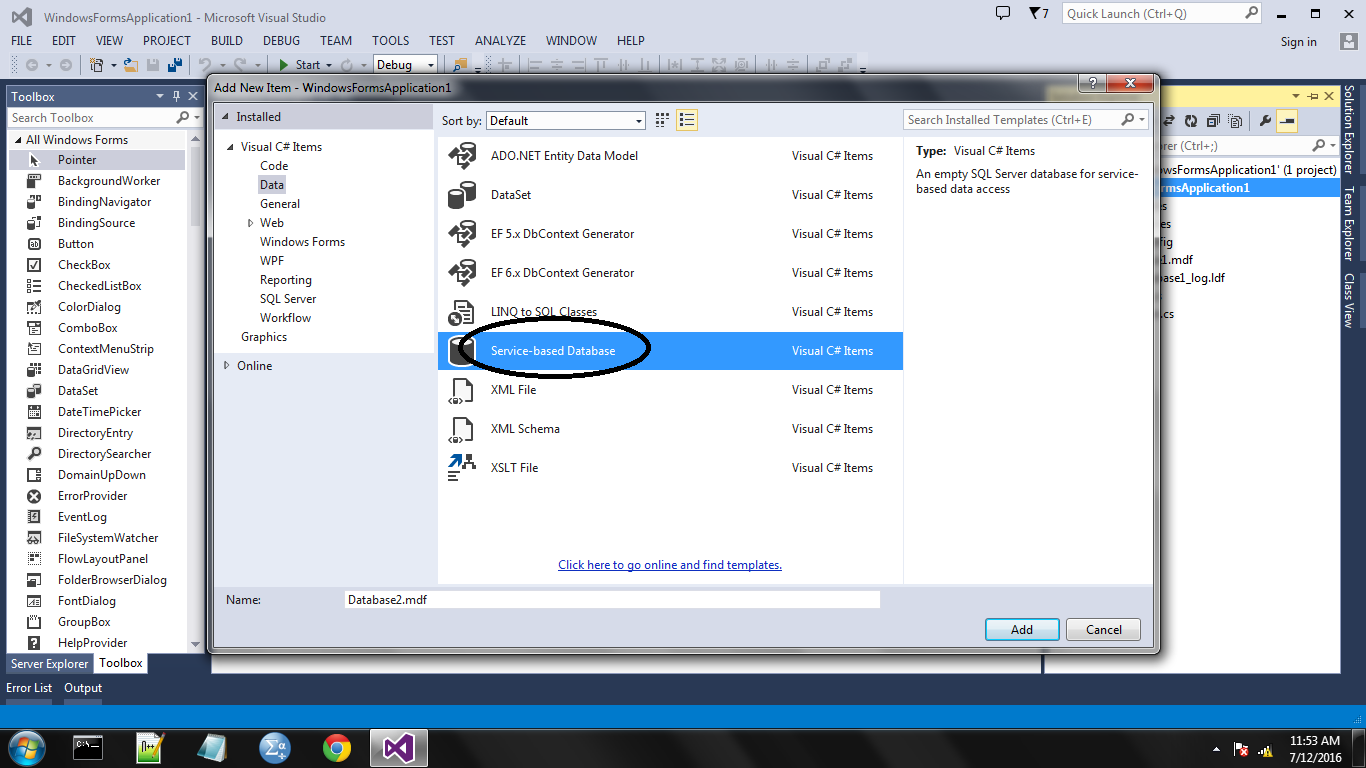 WindowsFormsApplication1 - Microsoft Visual Studio
7
Quick Launch (Ctrl+Q)
FILE EDIT VIEW PROJECT BUILD DEBUG TEAM TOOLS TEST ANALYZE WINDOW HELP
Sign in
Start
Debug
Toolbox
Search Toolbox
All Windows Forms
Pointer
BackgroundWorker
BindingNavigator
BindingSource
Button
CheckBox
CheckedListBox
ColorDialog
ComboBox
ContextMenuStrip
DataGridView
DataSet
DateTimePicker
DirectoryEntry
DirectorySearcher
DomainUpDown
ErrorProvider
EventLog
FileSystemWatcher
FlowLayoutPanel
FolderBrowserDialog
FontDialog
GroupBox
HelpProvider
Server Explorer Toolbox
Error List Output
Add New Item - WindowsFormsApplication1
Installed
Visual C# Items
Code
Data
General
Web
Windows Forms
WPF
Reporting
SQL Server
Workflow
Graphics
Online
Sort by: Default
Search Installed Templates (Ctrl+E)
ADO.NET Entity Data Model Visual C# Items
DataSet Visual C# Items
EF 5.x DbContext Generator Visual C# Items
EF 6.x DbContext Generator Visual C# Items
LINQ to SQL Classes Visual C# Items
Service-based Database Visual C# Items
XML File Visual C# Items
XML Schema Visual C# Items
XSLT File Visual C# Items
Click here to go online and find templates.
Type: Visual C# Items
An empty SQL Server database for service-
based data access
Name: Database2.mdf
Add Cancel
orer (Ctrl+;)
owsFormsApplication1' (1 project)
rmsApplication1
es
es
fig
1.mdf
base1_log.ldf
.cs
Solution Explorer
Team Explorer
Class View
11:53 AM
7/12/2016